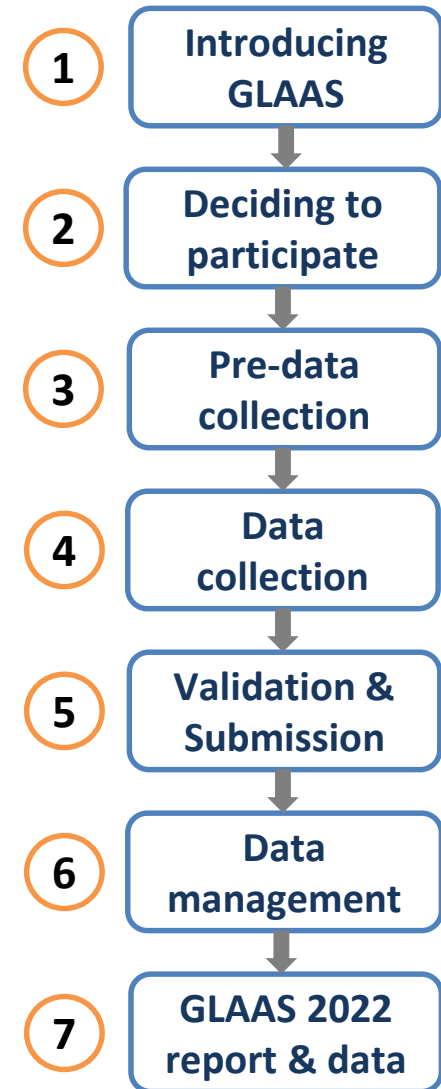 1
Introducing
GLAAS
2
Deciding to
participate
3
Pre-data
collection
4
Data
collection
5
Validation &
Submission
6
Data
management
7
GLAAS 2022
report & data